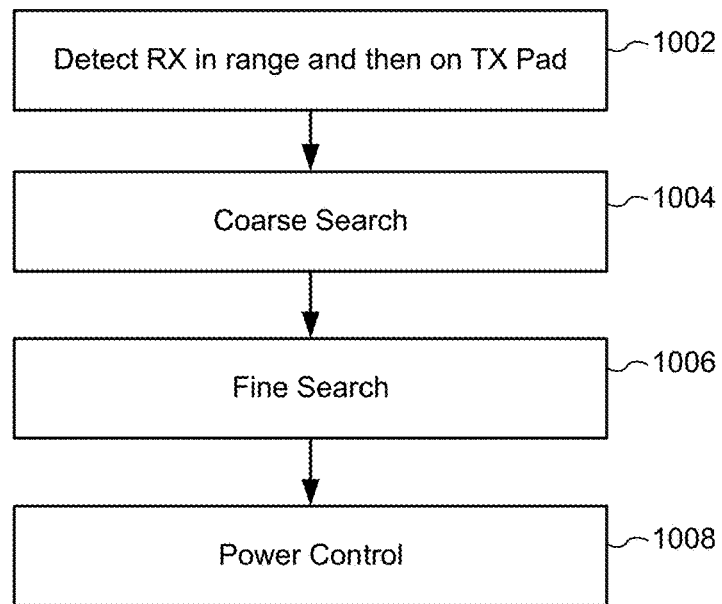 Detect RX in range and then on TX Pad
1002
Coarse Search
1004
Fine Search
1006
Power Control
1008